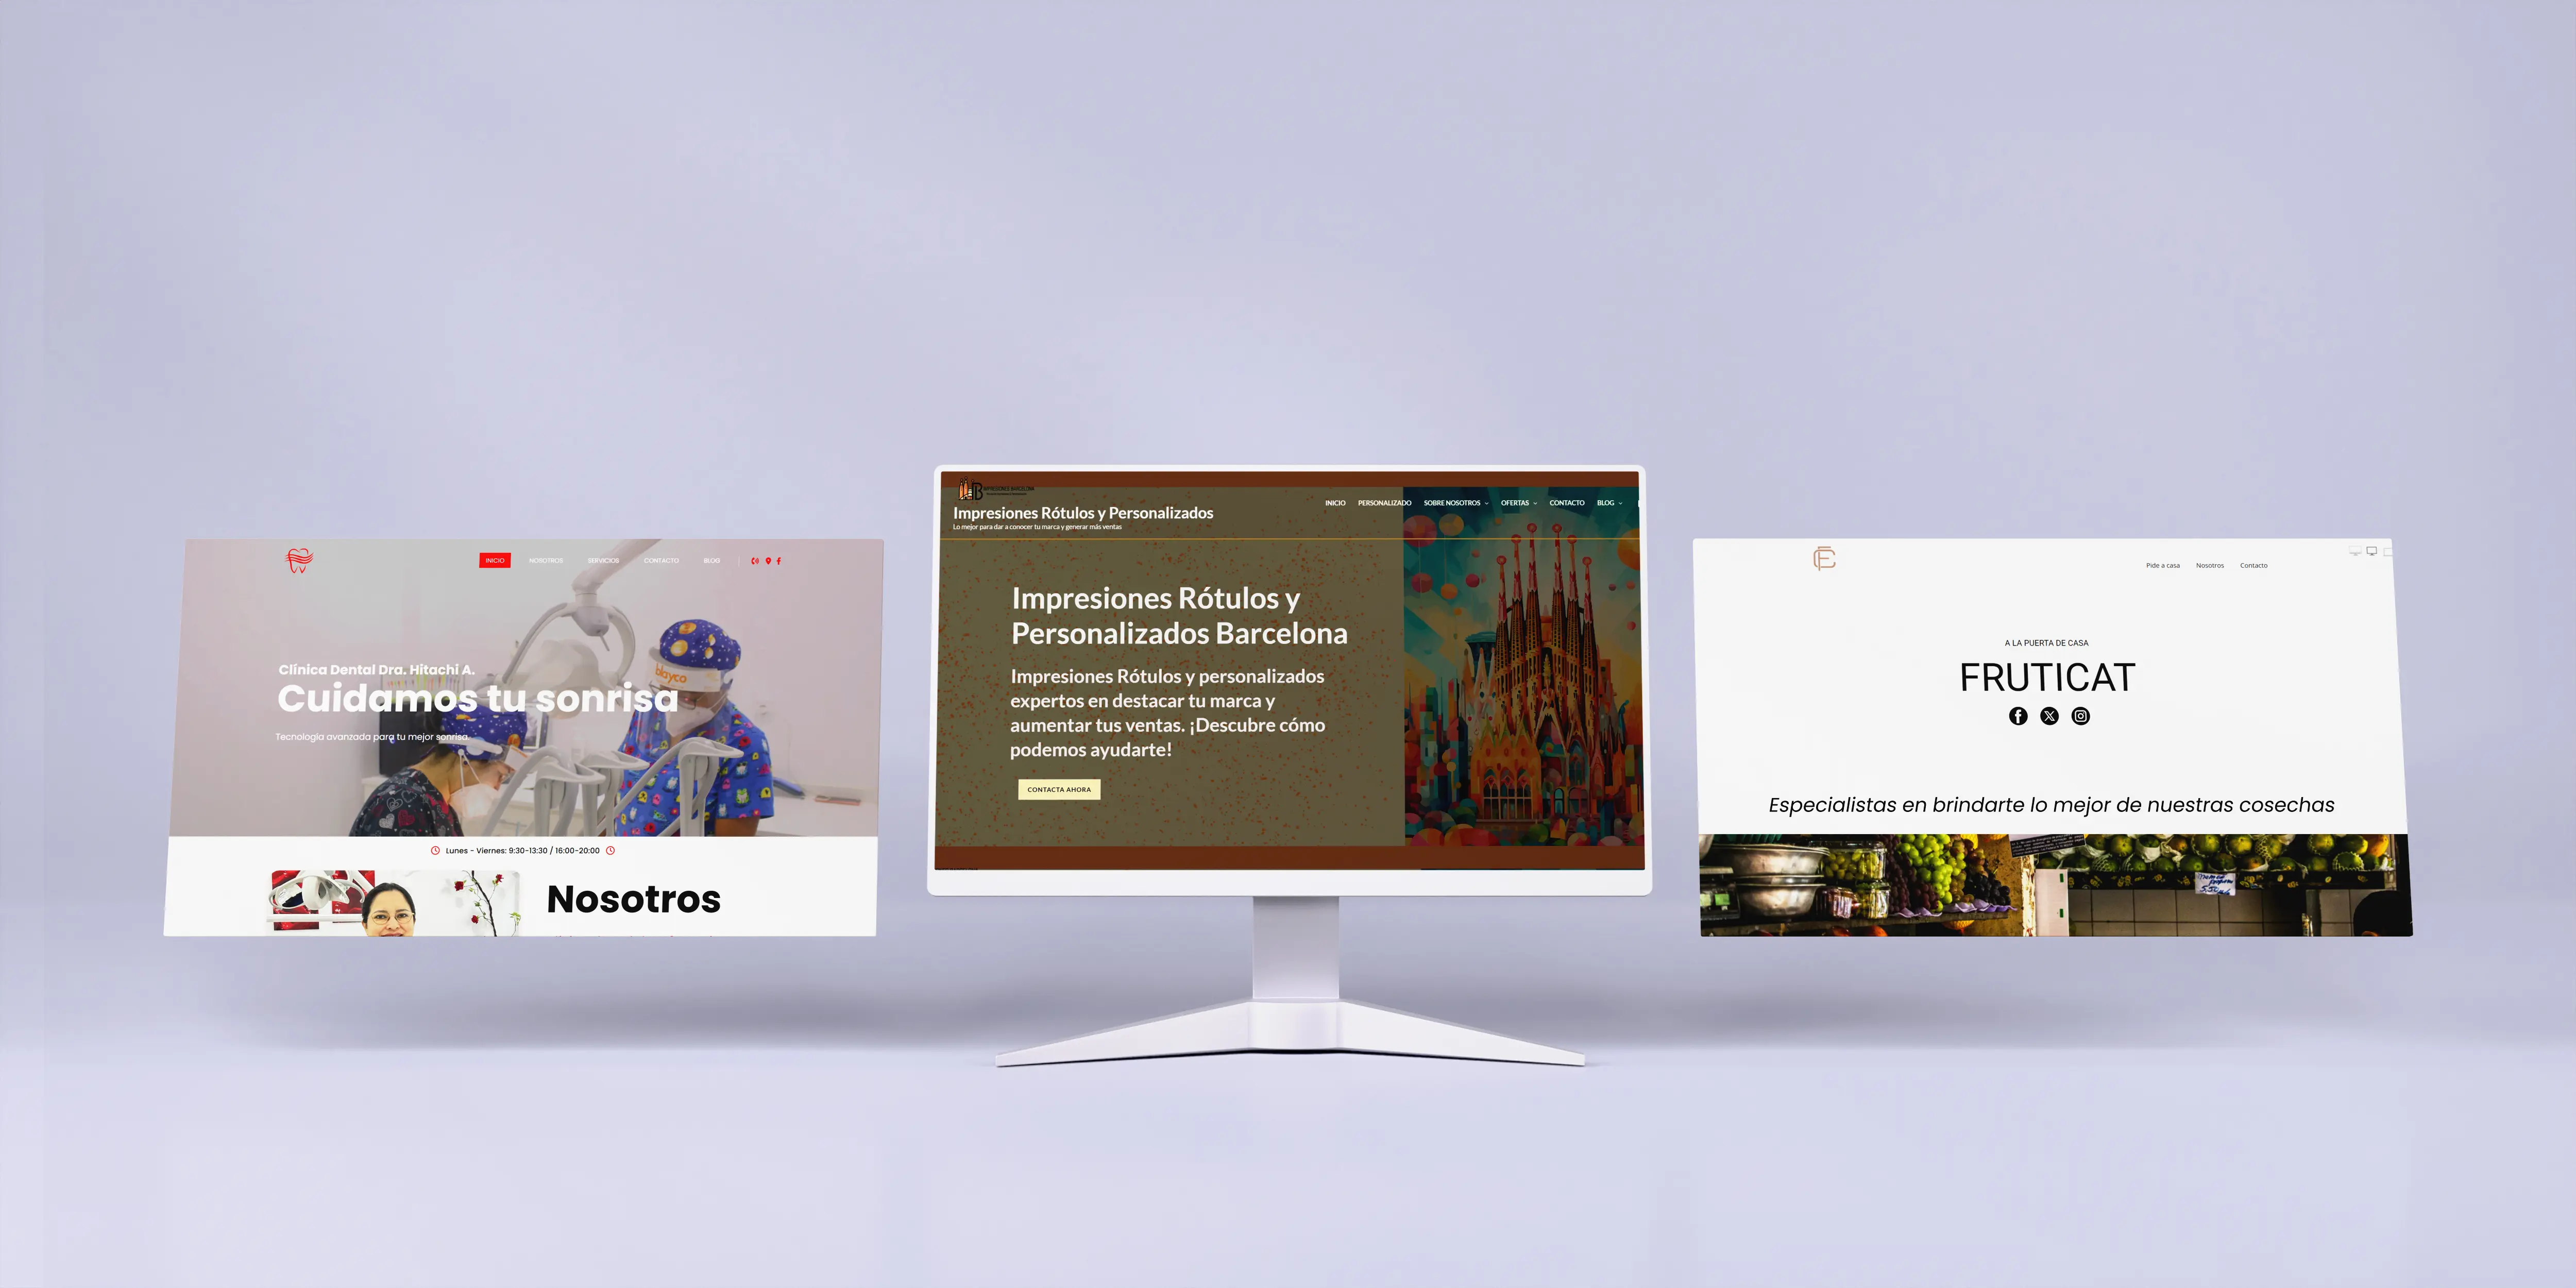 INICIO NOSOTROS SERVICIOS CONTACTO BLOG
Clínica Dental Dra. Hitachi A.
Cuidamos tu sonrisa
Tecnología avanzada para tu mejor sonrisa.
blayco
Lunes - Viernes: 9:30-13:30 / 16:00-20:00
Nosotros
IMPRESIONES BARCELONA
Impresiones Rótulos y Personalizados
Lo mejor para dar a conocer tu marca y generar más ventas
INICIO PERSONALIZADO SOBRE NOSOTROS OFERTAS CONTACTO BLOG
Impresiones Rótulos y
Personalizados Barcelona
Impresiones Rótulos y personalizados
expertos en destacar tu marca y
aumentar tus ventas. ¡Descubre cómo
podemos ayudarte!
CONTACTA AHORA
Pide a casa Nosotros Contacto
A LA PUERTA DE CASA
FRUTICAT
Especialistas en brindarte lo mejor de nuestras cosechas